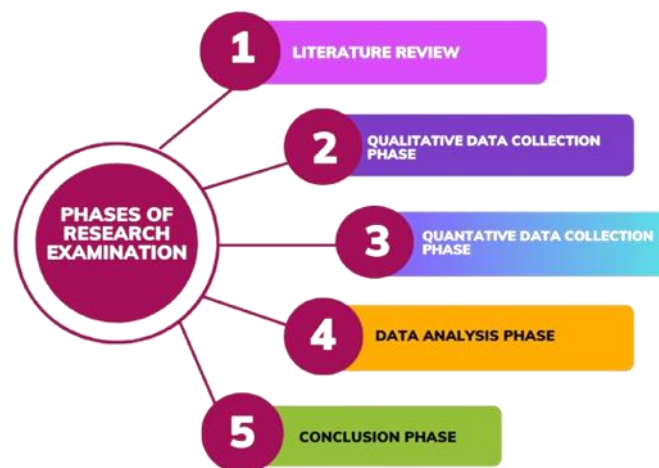 PHASES OF
RESEARCH
EXAMINATION
1
LITERATURE REVIEW
2
QUALITATIVE DATA COLLECTION
PHASE
3
QUANTATIVE DATA COLLECTION
PHASE
4
DATA ANALYSIS PHASE
5
CONCLUSION PHASE